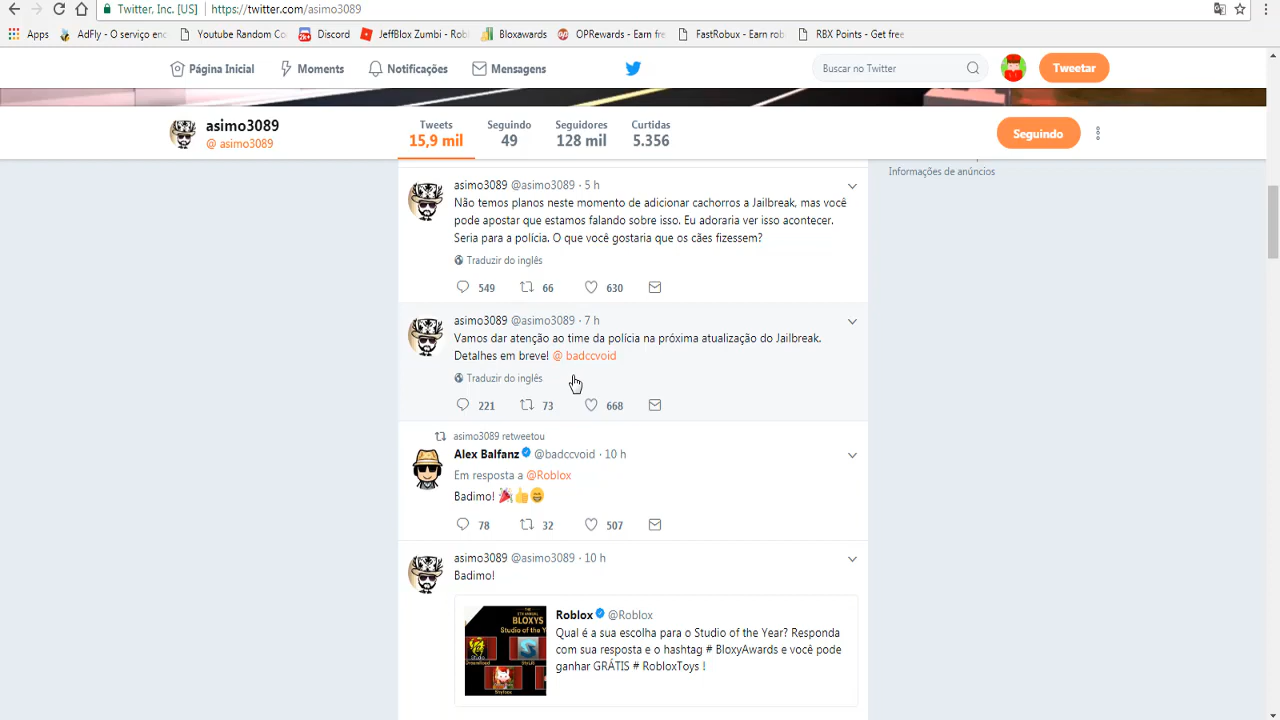 Twitter, Inc. [US] https://twitter.com/asimo3089
Apps AdFly - O serviço en Youtube Random Co Discord JeffBlox Zumbi - Rob Bloxawards OPRewards - Earn fre FastRobux - Earn rob RBX Points - Get free
Página Inicial Moments Notificações Mensagens Buscar no Twitter Tweetar
asimo3089
@ asimo3089
Tweets Seguindo Seguidores Curtidas
15,9 mil 49 128 mil 5.356
Seguindo
Informações de anúncios
asimo3089 @asimo3089 · 5 h
Não temos planos neste momento de adicionar cachorros a Jailbreak, mas você
pode apostar que estamos falando sobre isso. Eu adoraria ver isso acontecer.
Seria para a polícia. O que você gostaria que os cães fizessem?
Traduzir do inglês
549 66 630
asimo3089 @asimo3089 · 7 h
Vamos dar atenção ao time da polícia na próxima atualização do Jailbreak.
Detalhes em breve! @ badccvoid
Traduzir do inglês
221 73 668
asimo3089 retweetou
Alex Balfanz @badccvoid · 10 h
Em resposta a @Roblox
Badimo! 🎉👍😁
78 32 507
asimo3089 @asimo3089 · 10 h
Badimo!
BLOXYS
Studio of the Y
Roblox @Roblox
Qual é a sua escolha para o Studio of the Year? Responda
com sua resposta e o hashtag # BloxyAwards e você pode
ganhar GRÁTIS # RobloxToys !